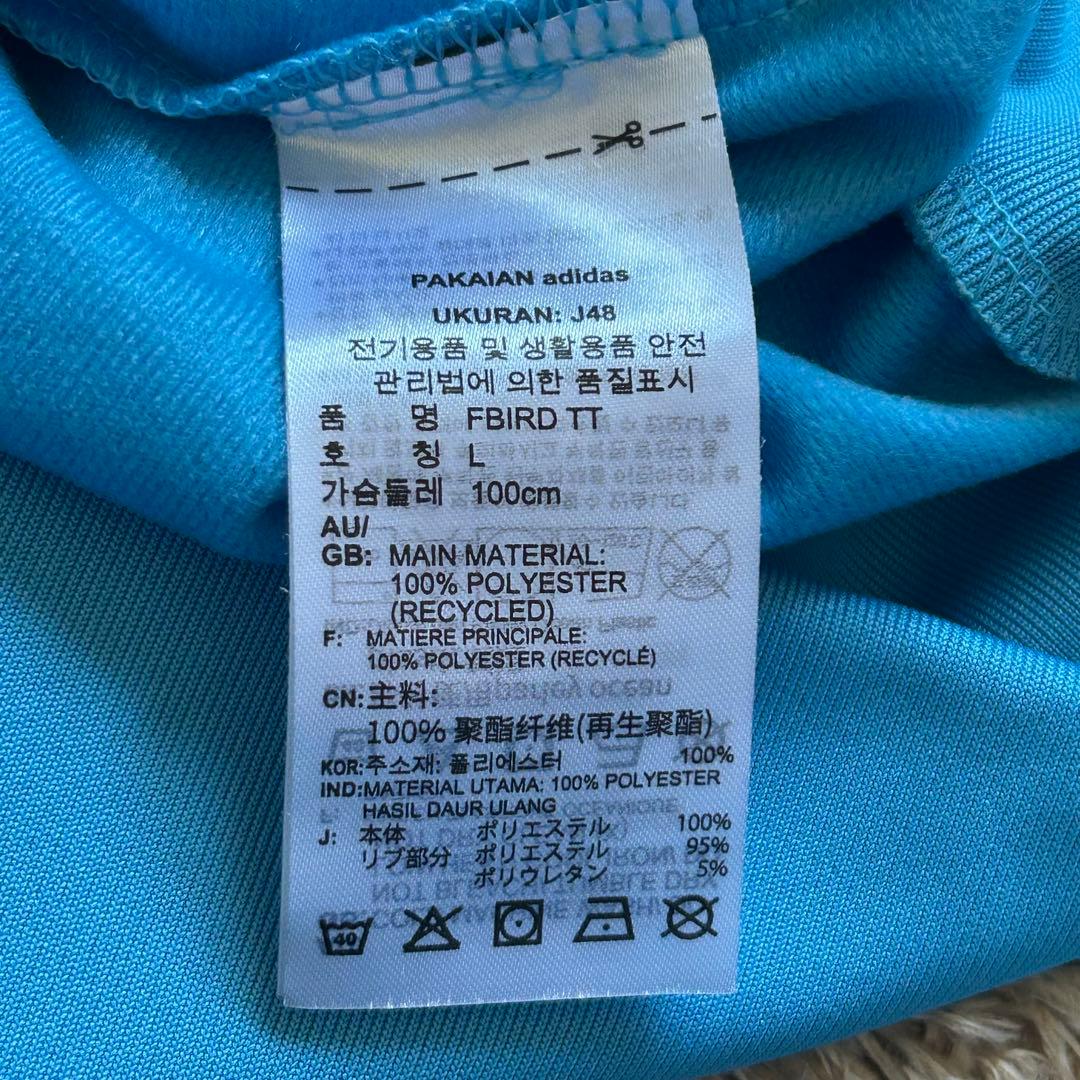 PAKAIAN adidas
UKURAN: J48
전기용품 및 생활용품 안전
관리법에 의한 품질표시
품 명 FBIRD TT
호 칭 L
가슴둘레 100cm
AU/
GB: MAIN MATERIAL:
100% POLYESTER
(RECYCLED)
F: MATIERE PRINCIPALE:
100% POLYESTER (RECYCLÉ)
CN:主料:
100% 聚酯纤维(再生聚酯)
KOR:주소재: 폴리에스터 100%
IND:MATERIAL UTAMA: 100% POLYESTER
HASIL DAUR ULANG
J: 本体 ポリエステル 100%
リブ部分 ポリエステル 95%
ポリウレタン 5%
40